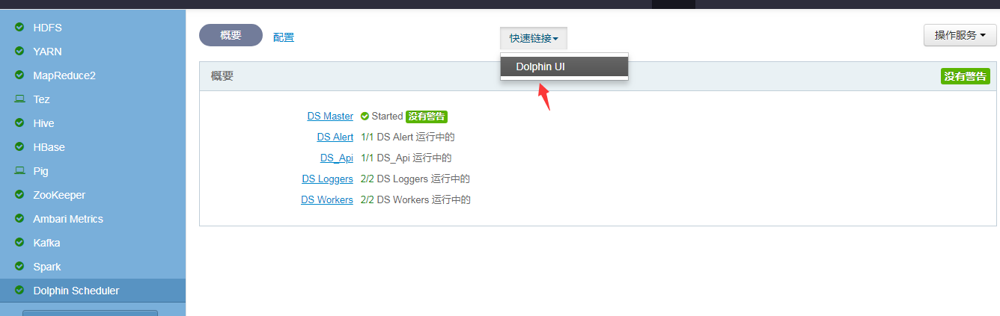 HDFS
YARN
MapReduce2
Tez
Hive
HBase
Pig
ZooKeeper
Ambari Metrics
Kafka
Spark
Dolphin Scheduler
概要 配置 快速链接 操作服务
Dolphin UI
概要 没有警告
DS Master Started 没有警告
DS Alert 1/1 DS Alert 运行中的
DS_Api 1/1 DS_Api 运行中的
DS Loggers 2/2 DS Loggers 运行中的
DS Workers 2/2 DS Workers 运行中的